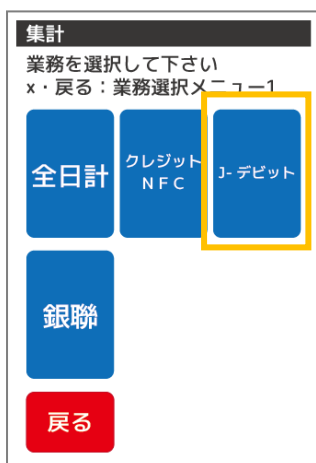 集計
業務を選択して下さい
x・戻る：業務選択メニュー1
全日計
クレジット
NFC
J-デビット
銀聯
戻る